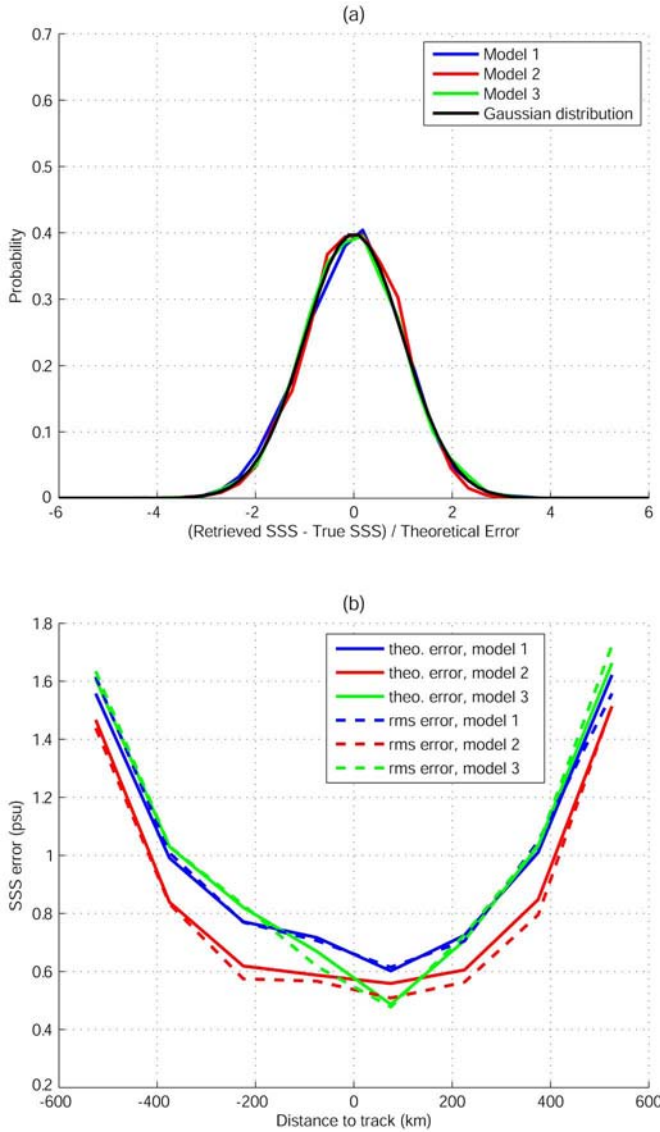 (a)
0.7
0.6
0.5
0.4
0.3
0.2
0.1
0
Probability
Model 1
Model 2
Model 3
Gaussian distribution
-6 -4 -2 0 2 4 6
(Retrieved SSS - True SSS) / Theoretical Error
(b)
1.8
1.6
1.4
1.2
1
0.8
0.6
0.4
0.2
SSS error (psu)
theo. error, model 1
theo. error, model 2
theo. error, model 3
rms error, model 1
rms error, model 2
rms error, model 3
-600 -400 -200 0 200 400 600
Distance to track (km)